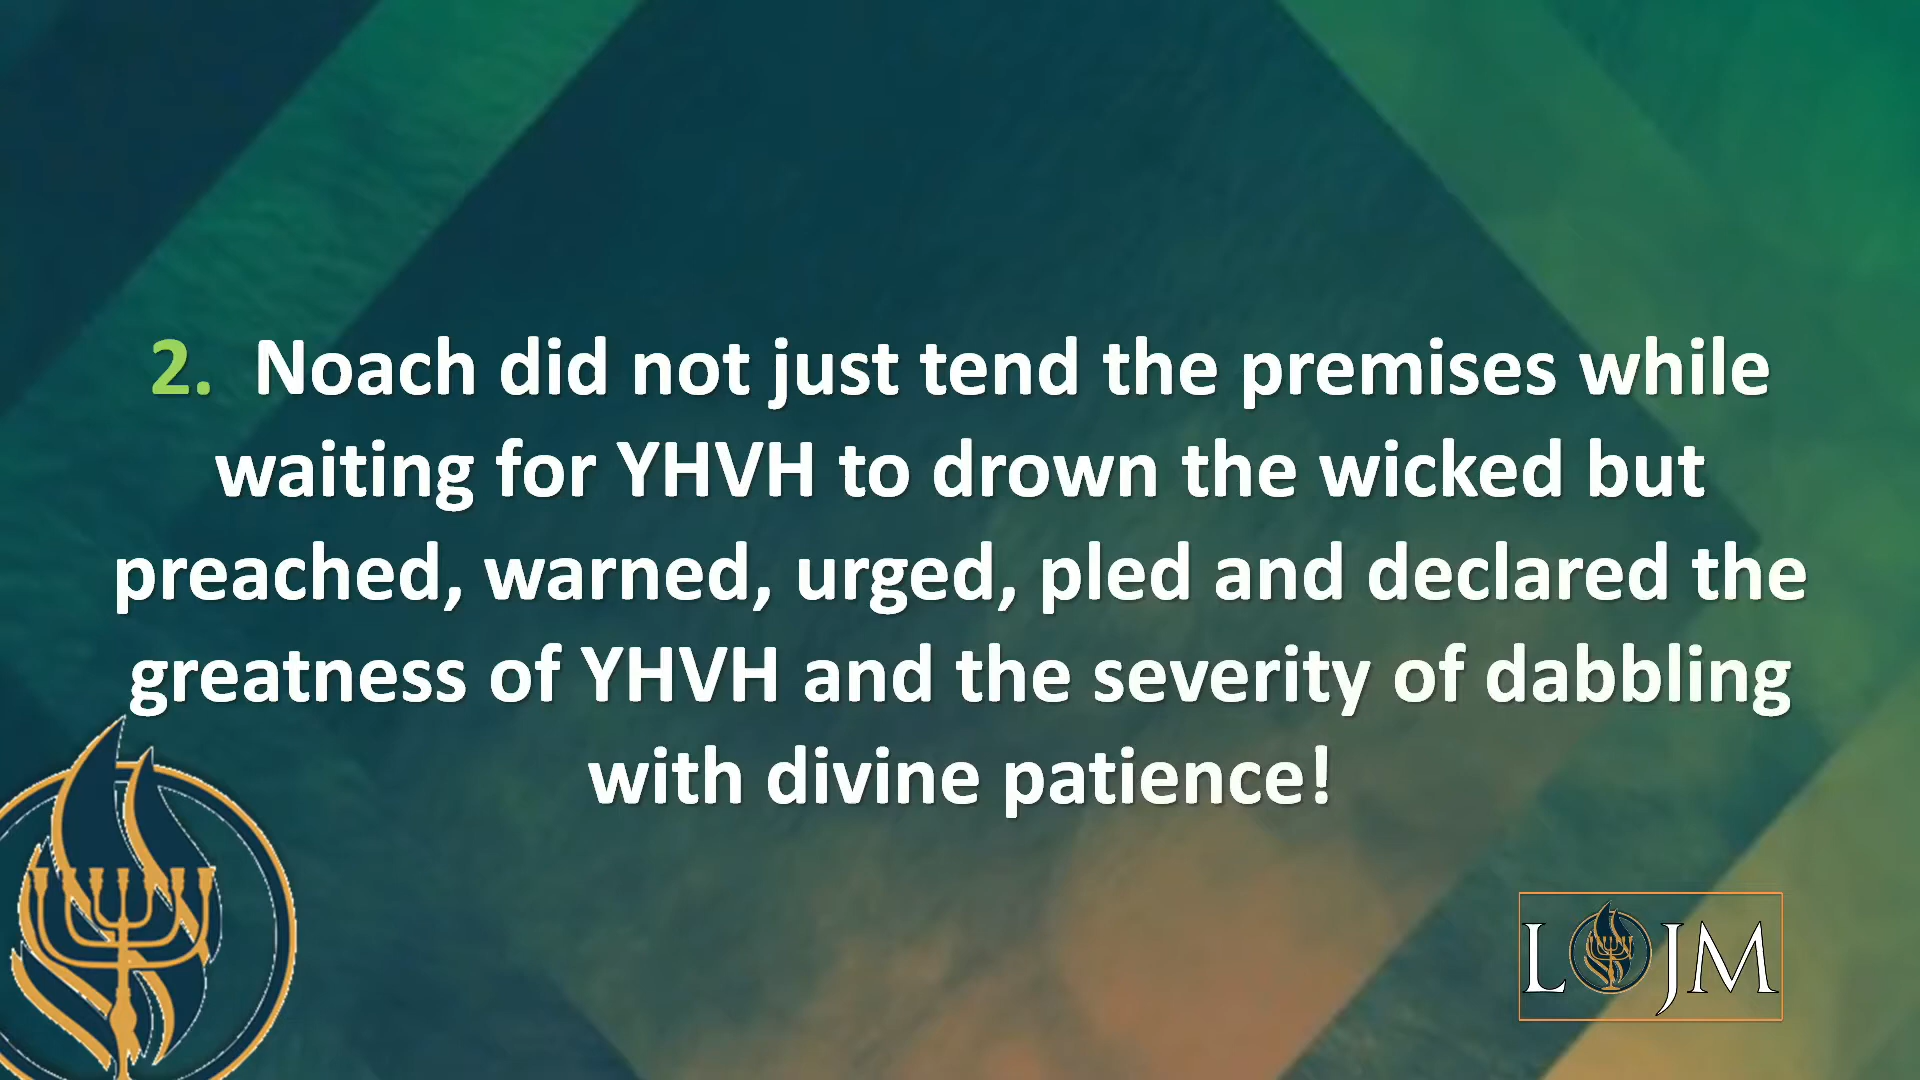 2. Noach did not just tend the premises while
waiting for YHVH to drown the wicked but
preached, warned, urged, pled and declared the
greatness of YHVH and the severity of dabbling
with divine patience!
L JM